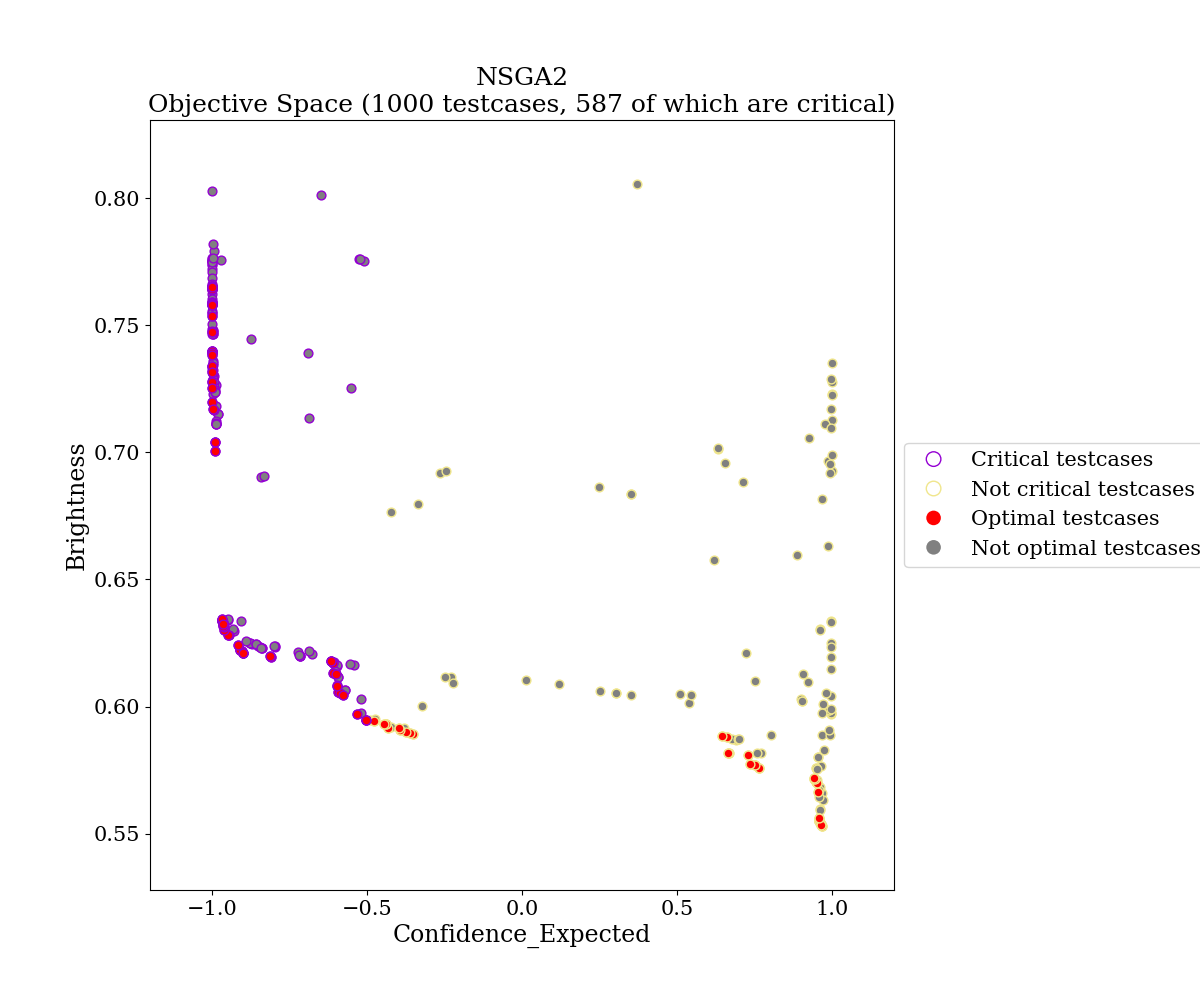 NSGA2
Objective Space (1000 testcases, 587 of which are critical)
0.80
0.75
0.70
0.65
0.60
0.55
Brightness
−1.0
−0.5
0.0
0.5
1.0
Confidence_Expected
Critical testcases
Not critical testcases
Optimal testcases
Not optimal testcases